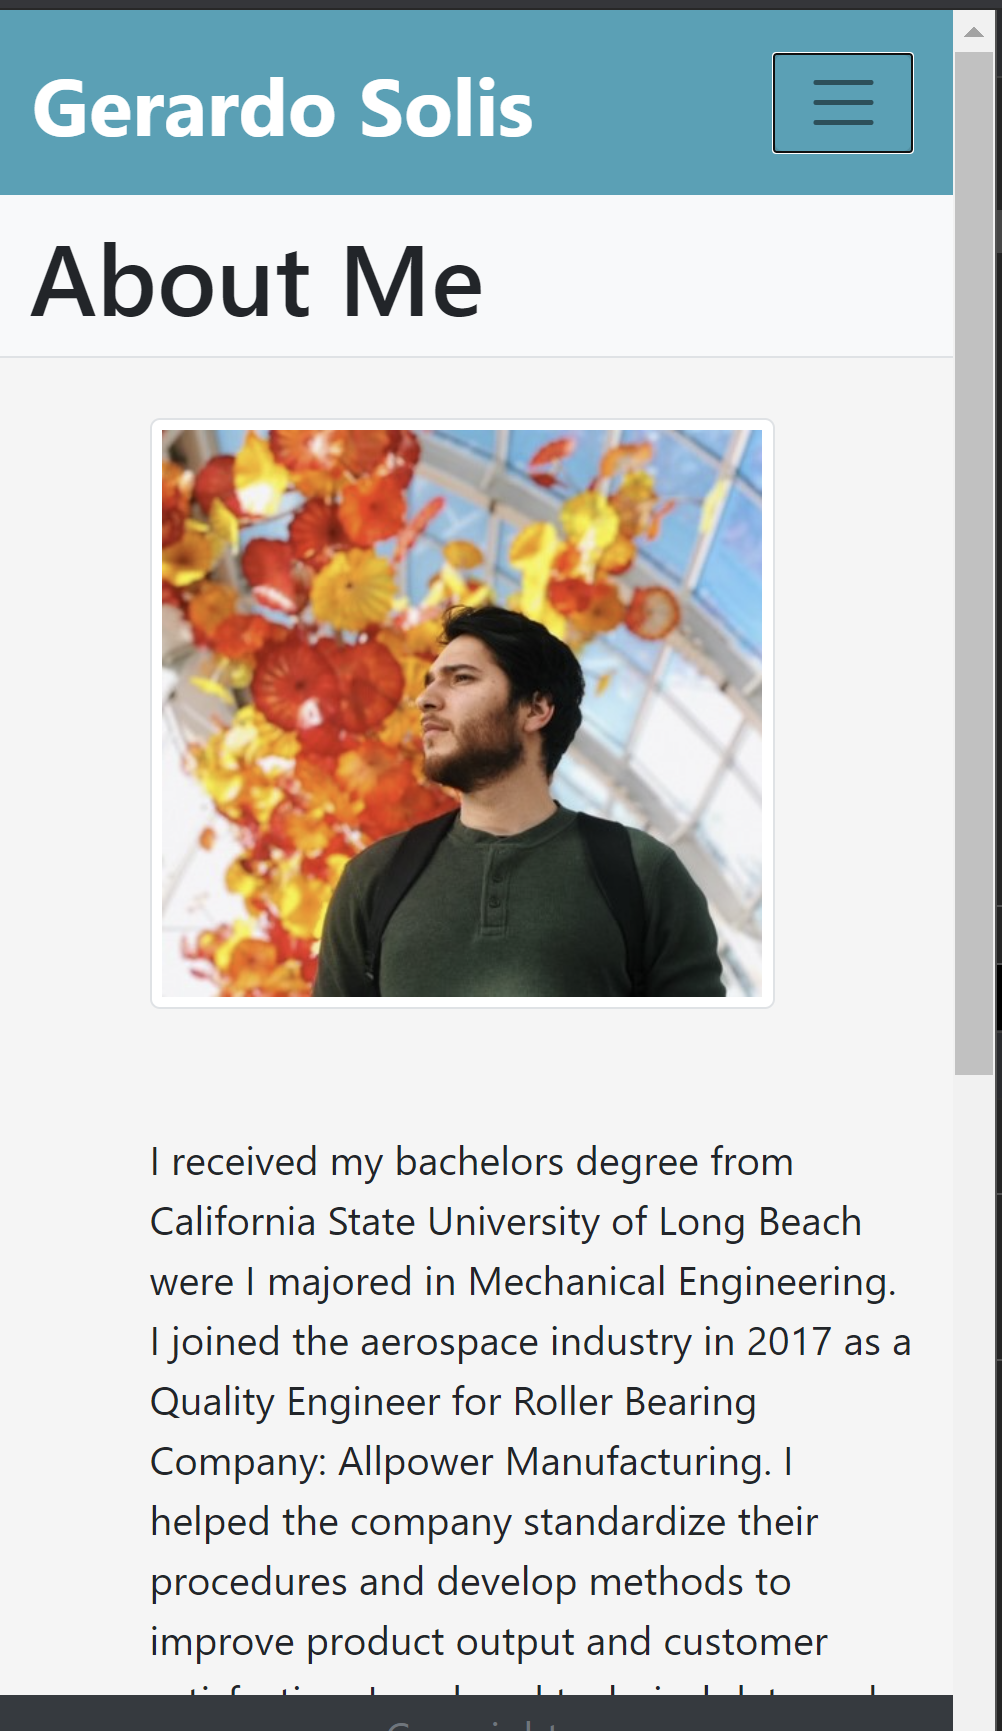 Gerardo Solis
About Me
I received my bachelors degree from
California State University of Long Beach
were I majored in Mechanical Engineering.
I joined the aerospace industry in 2017 as a
Quality Engineer for Roller Bearing
Company: Allpower Manufacturing. I
helped the company standardize their
procedures and develop methods to
improve product output and customer